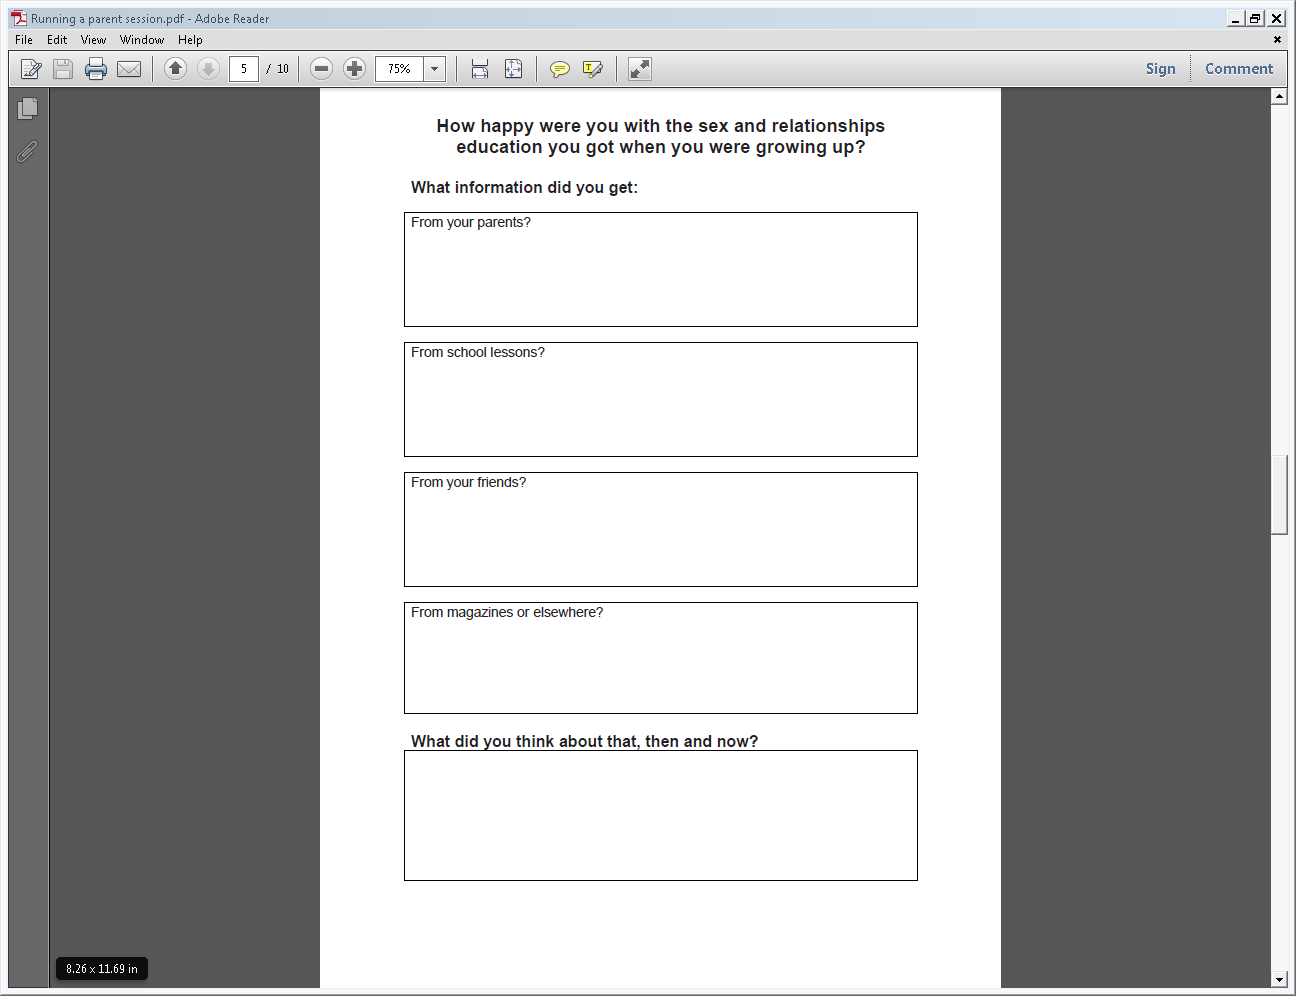 Running a parent session.pdf - Adobe Reader
File Edit View Window Help
5 / 10 75% Sign Comment
How happy were you with the sex and relationships
education you got when you were growing up?
What information did you get:
From your parents?
From school lessons?
From your friends?
From magazines or elsewhere?
What did you think about that, then and now?
8.26 x 11.69 in